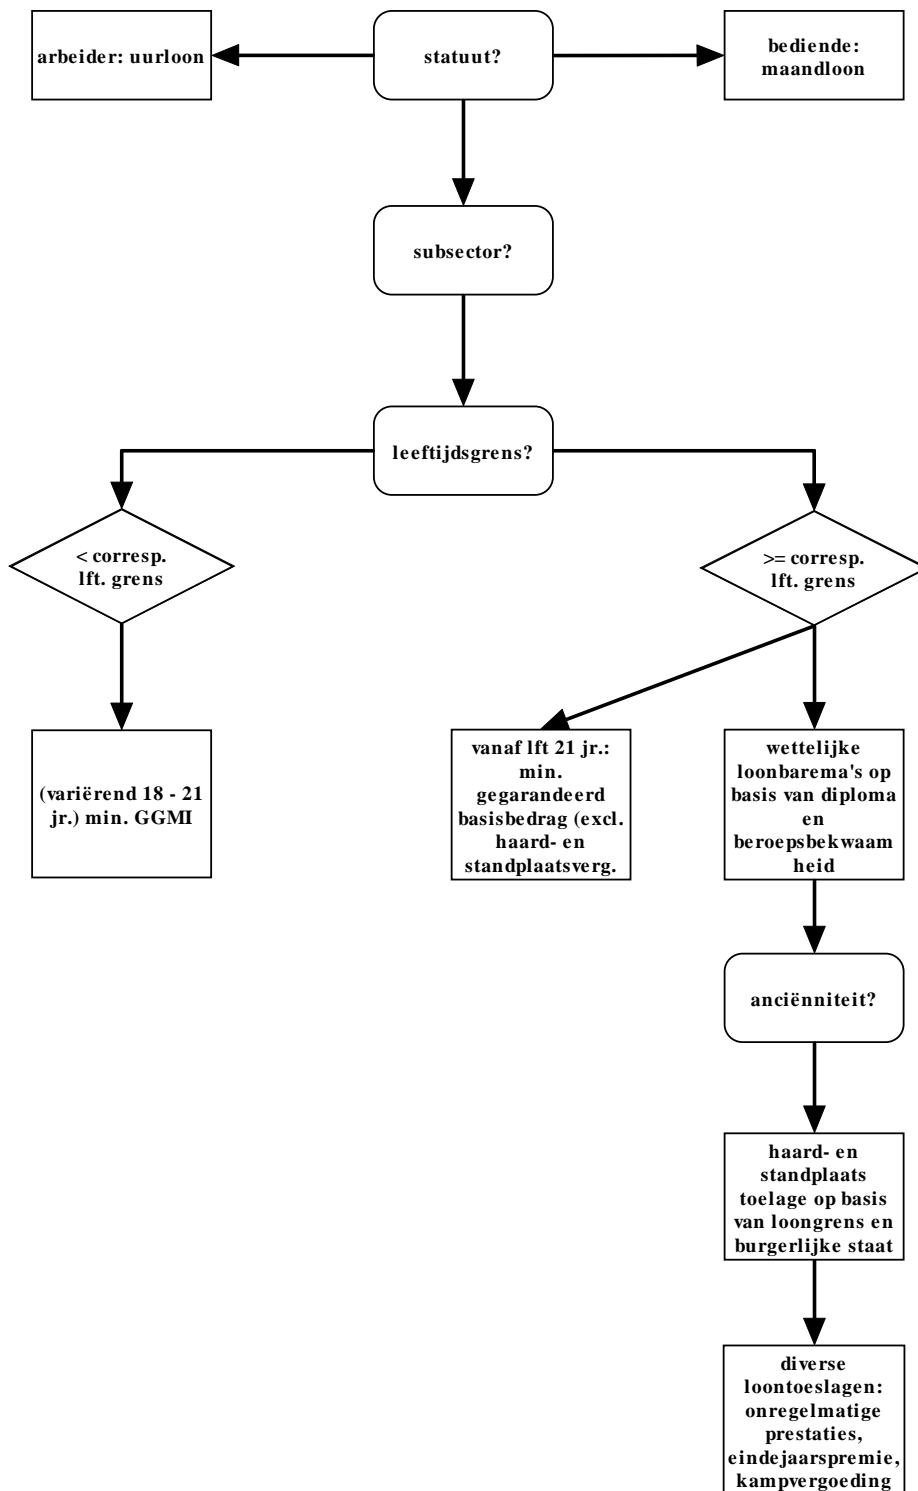 arbeider: uurloon
statuut?
bediende:
maandloon
subsector?
leeftijdsgrens?
< corresp.
lft. grens
>= corresp.
lft. grens
(variërend 18 - 21
jr.) min. GGMI
vanaf lft 21 jr.:
min.
gegarandeerd
basisbedrag (excl.
haard- en
standplaatsverg.
wettelijke
loonbarema's op
basis van diploma
en
beroepsbekwaam
heid
anciënniteit?
haard- en
standplaats
toelage op basis
van loongrens en
burgerlijke staat
diverse
loontoeslagen:
onregelmatige
prestaties,
eindejaarspremie,
kampvergoeding